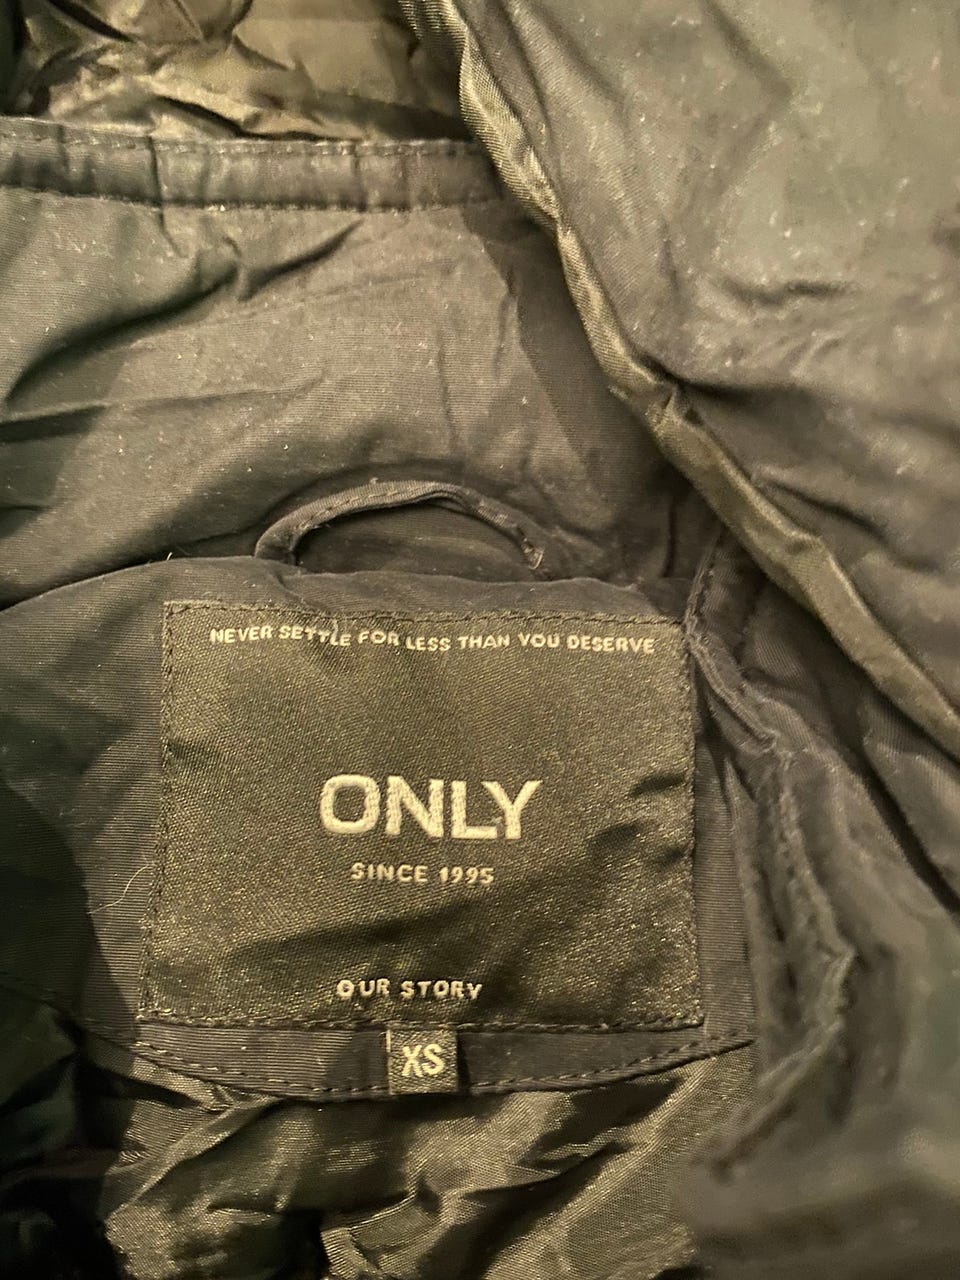 NEVER SETTLE FOR LESS THAN YOU DESERVE
ONLY
SINCE 1995
OUR STORY
XS